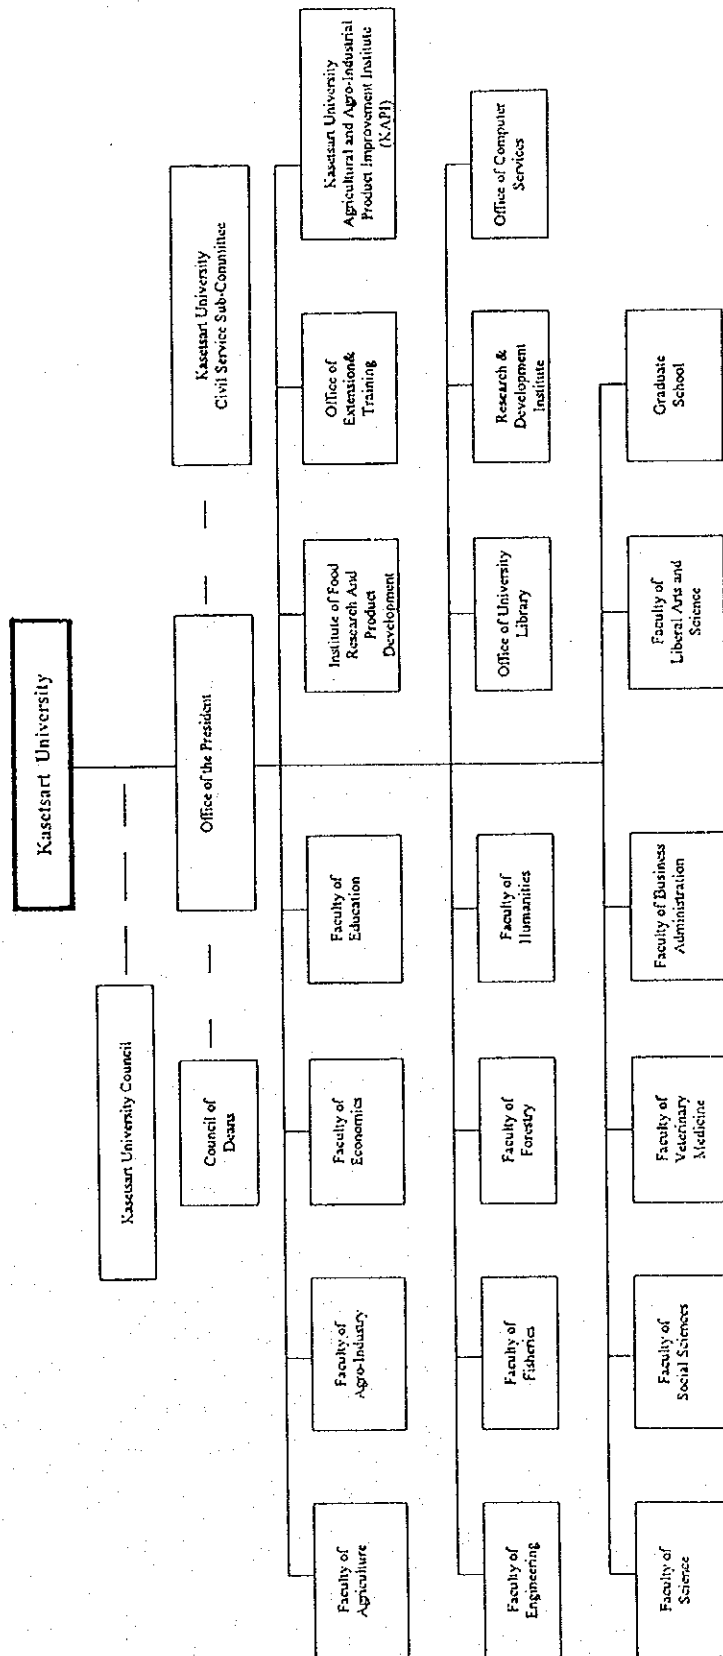 Kasetsart University
Kasetsart University Council
Council of
Deans
Office of the President
Kasetsart University
Civil Service Sub-Committee
Faculty of
Agriculture
Faculty of
Agro-Industry
Faculty of
Economics
Faculty of
Education
Institute of Food
Research And
Product
Development
Office of
Extension&
Training
Kasetsart University
Agricultural and Agro-Industrial
Product Improvement Institute
(KAPI)
Faculty of
Engineering
Faculty of
Fisheries
Faculty of
Forestry
Faculty of
Humanities
Office of University
Library
Research &
Development
Institute
Office of Computer
Services
Faculty of
Science
Faculty of
Social Sciences
Faculty of
Veterinary
Medicine
Faculty of Business
Administration
Faculty of
Liberal Arts and
Science
Graduate
School